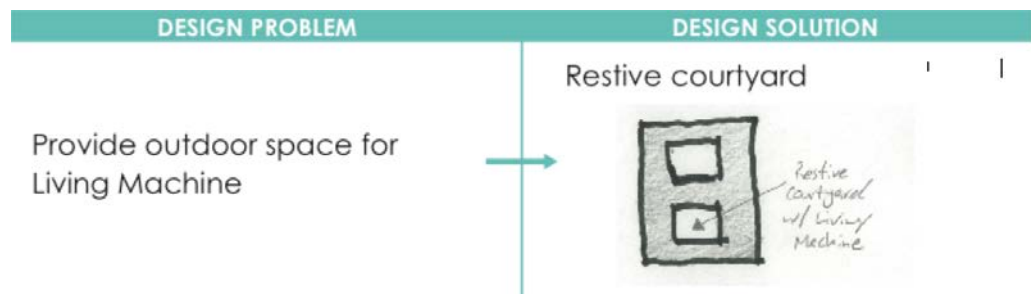 DESIGN PROBLEM
DESIGN SOLUTION
Provide outdoor space for
Living Machine
Restive courtyard
Restive
Courtyard
w/ Living
Machine